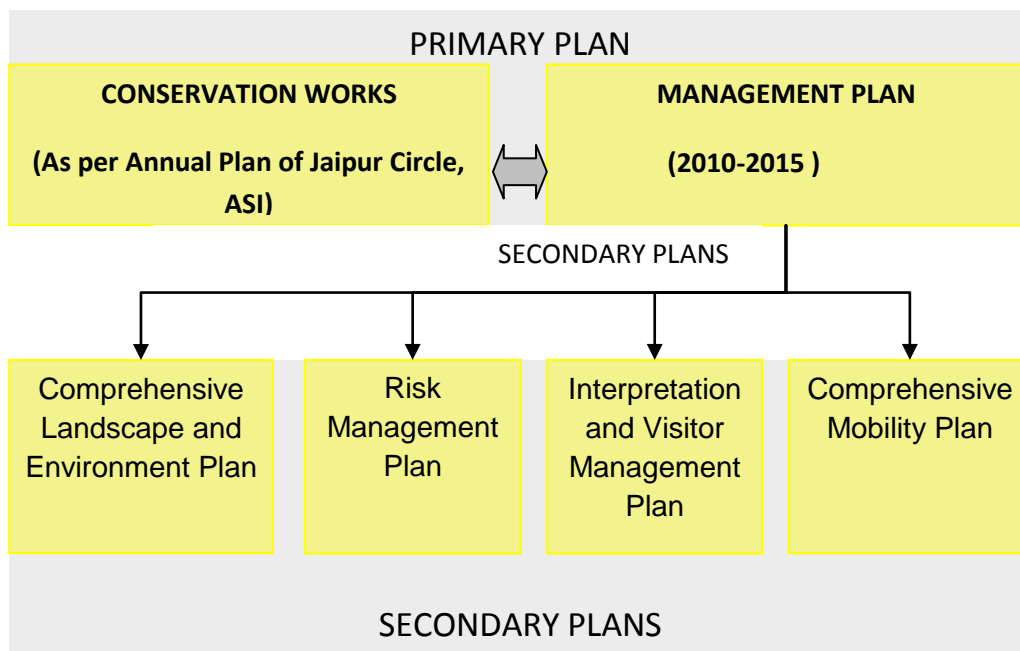 PRIMARY PLAN
CONSERVATION WORKS
(As per Annual Plan of Jaipur Circle,
ASI)
MANAGEMENT PLAN
(2010-2015 )
SECONDARY PLANS
Comprehensive
Landscape and
Environment Plan
Risk
Management
Plan
Interpretation
and Visitor
Management
Plan
Comprehensive
Mobility Plan
SECONDARY PLANS